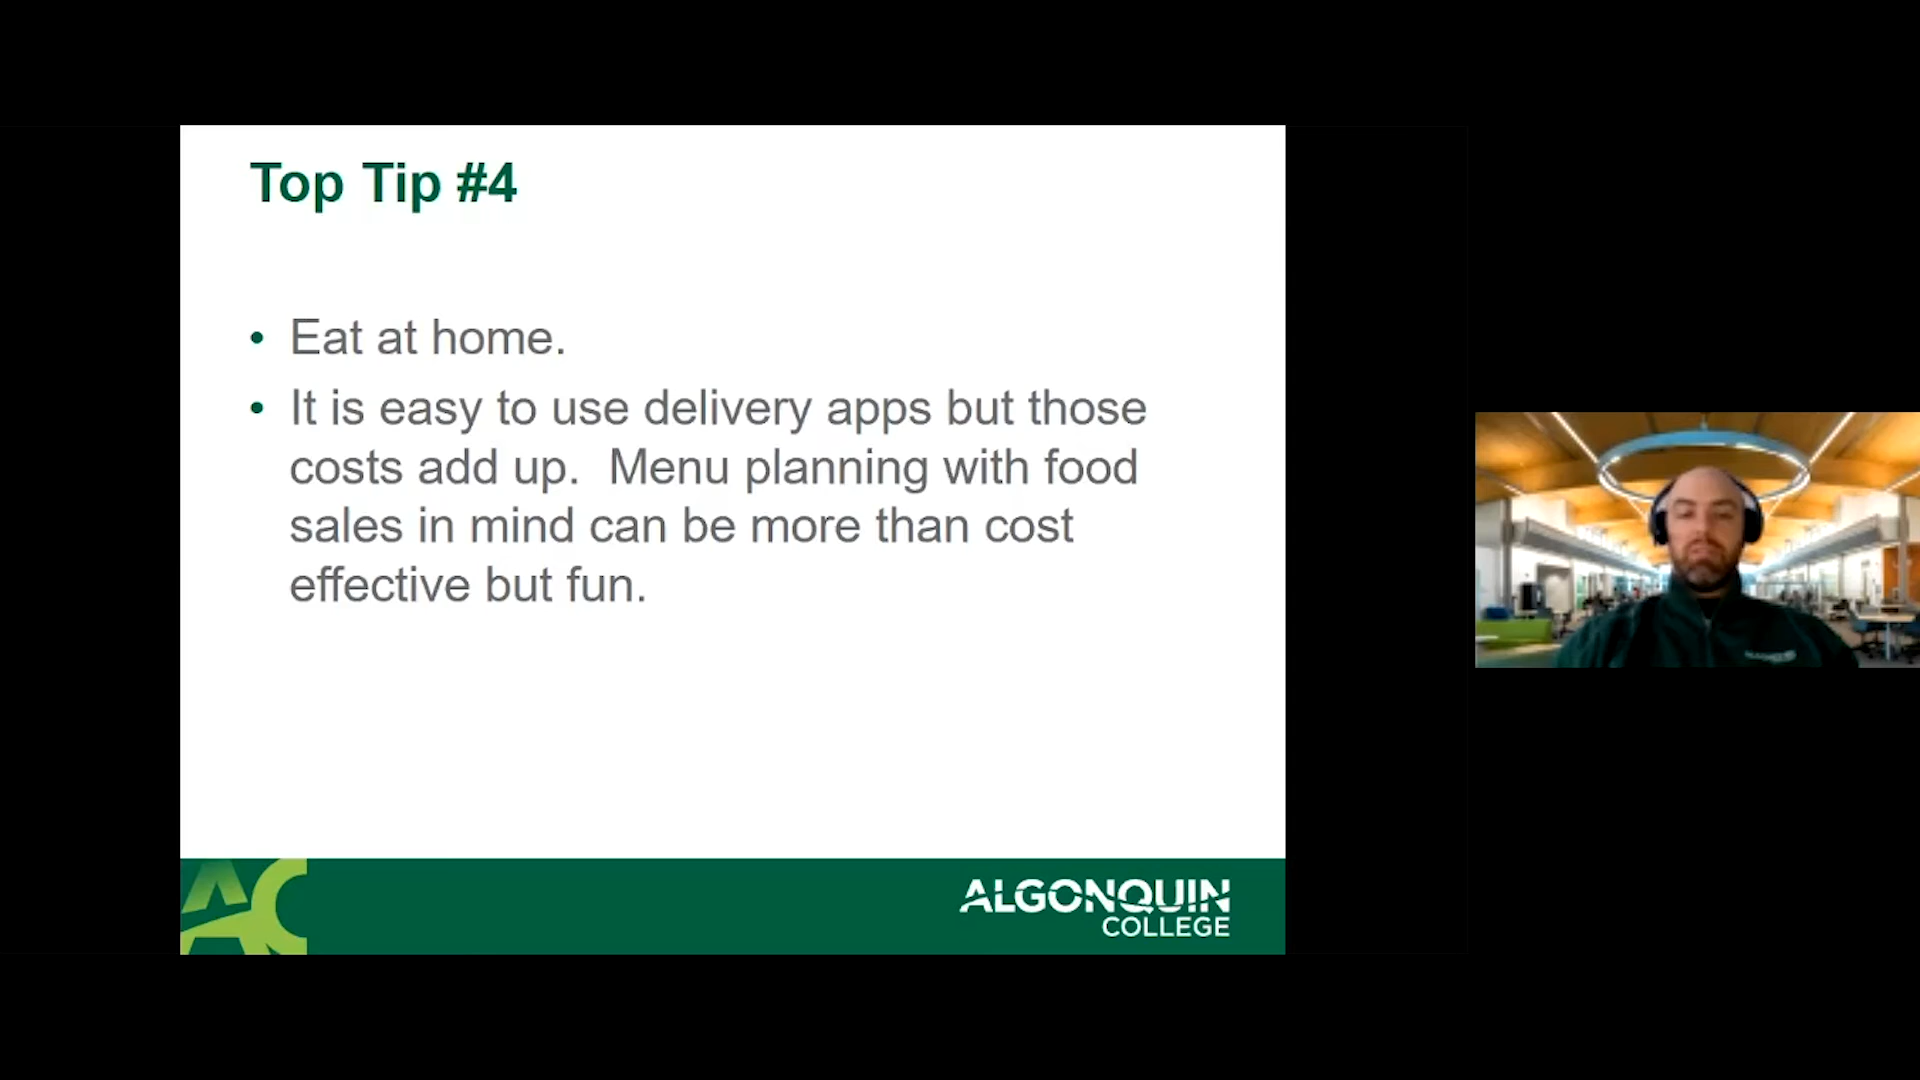 Top Tip #4
• Eat at home.
• It is easy to use delivery apps but those
costs add up.  Menu planning with food
sales in mind can be more than cost
effective but fun.
AC
ALGONQUIN
COLLEGE